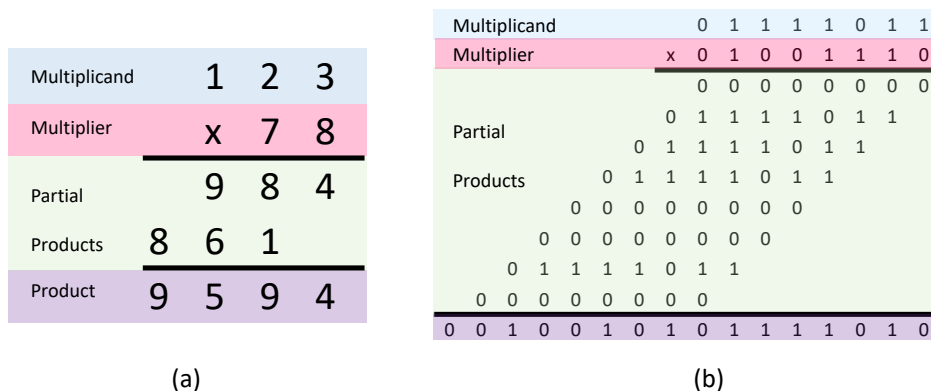 Multiplicand 1 2 3
Multiplier x 7 8
Partial 9 8 4
Products 8 6 1
Product 9 5 9 4
(a)
Multiplicand 0 1 1 1 1 0 1 1
Multiplier x 0 1 0 0 1 1 1 0
0 0 0 0 0 0 0 0
0 1 1 1 1 0 1 1
Partial
0 1 1 1 1 0 1 1
Products 0 1 1 1 1 0 1 1
0 0 0 0 0 0 0 0
0 0 0 0 0 0 0 0
0 1 1 1 1 0 1 1
0 0 0 0 0 0 0 0
0 0 1 0 0 1 0 1 0 1 1 1 1 0 1 0
(b)